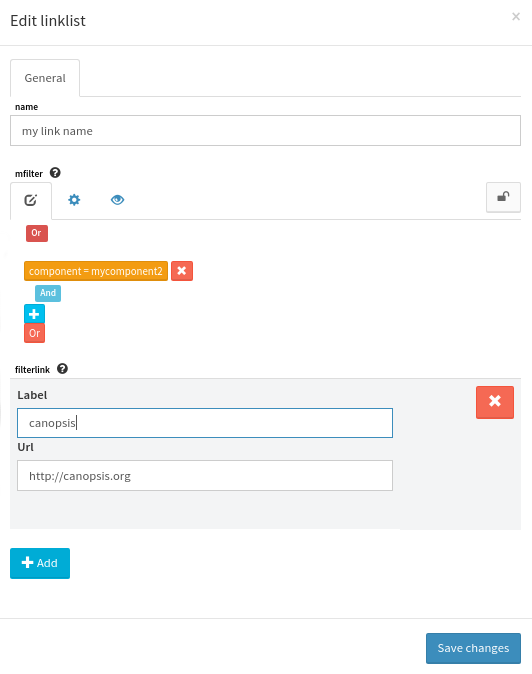 Edit linklist
×
General
name
my link name
mfilter ?
Or
component = mycomponent2
And
Or
filterlink ?
Label
canopsis
Url
http://canopsis.org
Add
Save changes